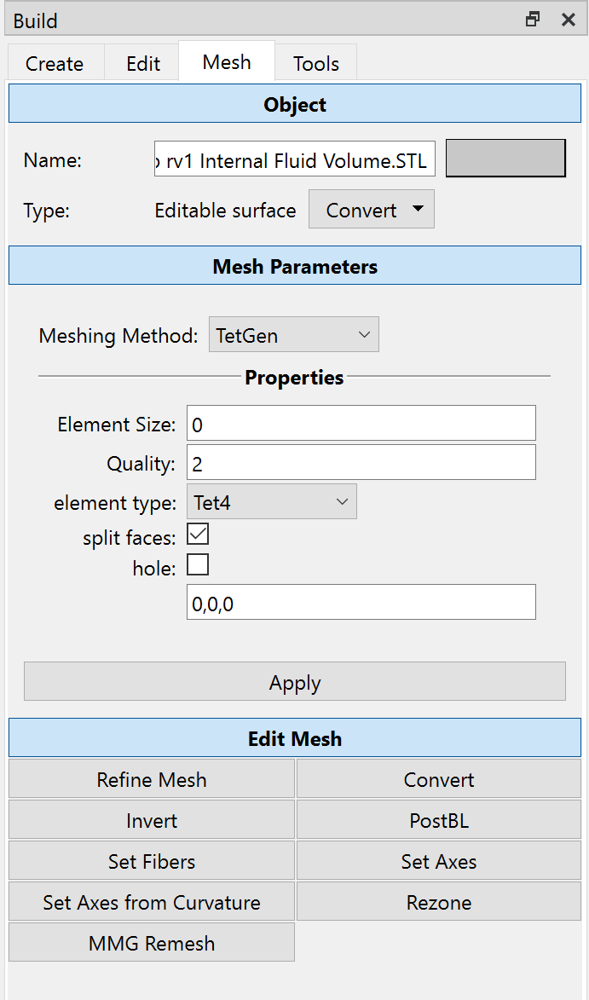 Build
Create Edit Mesh Tools
Object
Name: rv1 Internal Fluid Volume.STL
Type: Editable surface Convert
Mesh Parameters
Meshing Method: TetGen
Properties
Element Size: 0
Quality: 2
element type: Tet4
split faces:
hole:
0,0,0
Apply
Edit Mesh
Refine Mesh Convert
Invert PostBL
Set Fibers Set Axes
Set Axes from Curvature Rezone
MMG Remesh